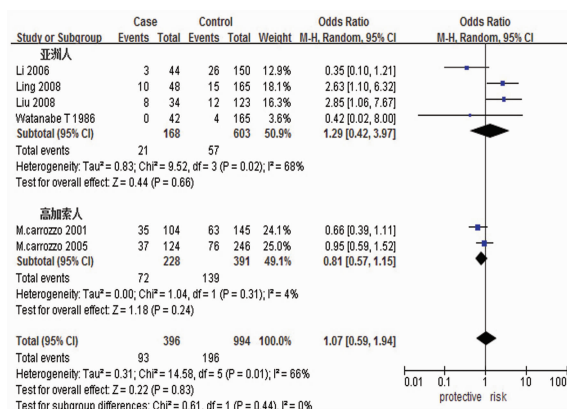 Case Control Odds Ratio Odds Ratio
Study or Subgroup Events Total Events Total Weight M-H, Random, 95% CI M-H, Random, 95% CI
亚洲人
Li 2006 3 44 26 150 12.9% 0.35 [0.10, 1.21]
Ling 2008 10 48 15 165 18.1% 2.63 [1.10, 6.32]
Liu 2008 8 34 12 123 16.3% 2.85 [1.06, 7.67]
Watanabe T 1986 0 42 4 165 3.6% 0.42 [0.02, 8.00]
Subtotal (95% CI) 168 603 50.9% 1.29 [0.42, 3.97]
Total events 21 57
Heterogeneity: Tau² = 0.83; Chi² = 9.52, df = 3 (P = 0.02); I² = 68%
Test for overall effect: Z = 0.44 (P = 0.66)
高加索人
M.carrozzo 2001 35 104 63 145 24.1% 0.66 [0.39, 1.11]
M.carrozzo 2005 37 124 76 246 25.0% 0.95 [0.59, 1.52]
Subtotal (95% CI) 228 391 49.1% 0.81 [0.57, 1.15]
Total events 72 139
Heterogeneity: Tau² = 0.00; Chi² = 1.04, df = 1 (P = 0.31); I² = 4%
Test for overall effect: Z = 1.18 (P = 0.24)
Total (95% CI) 396 994 100.0% 1.07 [0.59, 1.94]
Total events 93 196
Heterogeneity: Tau² = 0.31; Chi² = 14.58, df = 5 (P = 0.01); I² = 66%
Test for overall effect: Z = 0.22 (P = 0.83)
Test for subgroup differences: Chi² = 0.61, df = 1 (P = 0.44), I² = 0%
0.01 0.1 1 10 100
protective risk